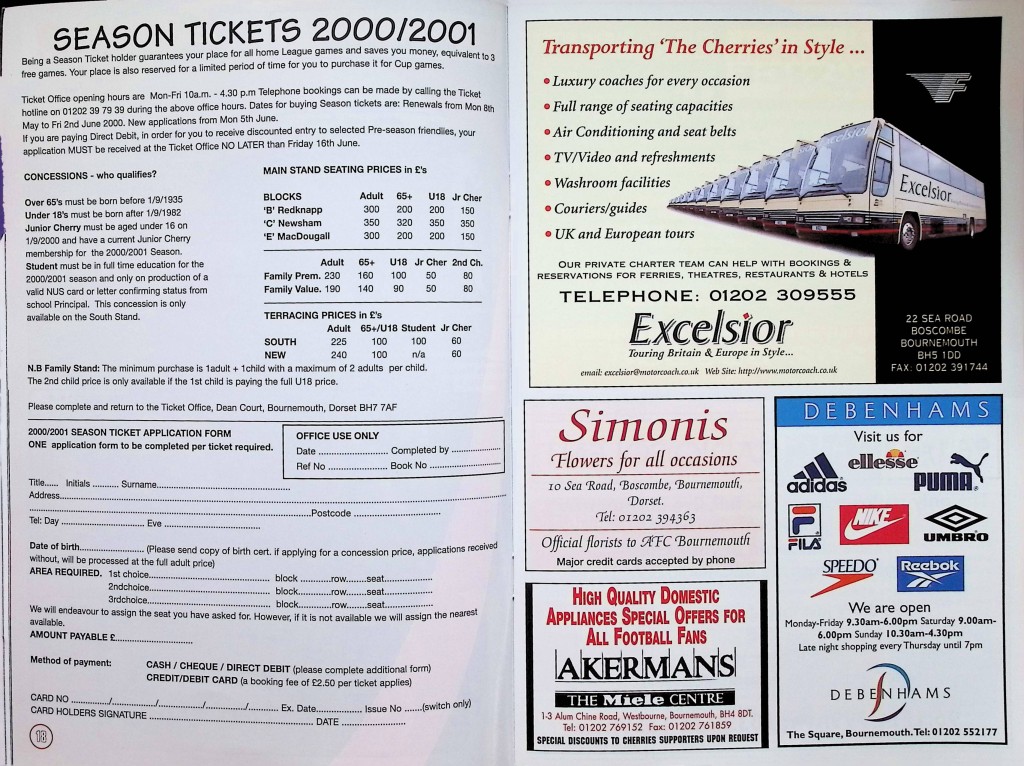 SEASON TICKETS 2000/2001
Being a Season Ticket holder guarantees your place for all home League games and saves you money, equivalent to 3
free games. Your place is also reserved for a limited period of time for you to purchase it for Cup games.
Ticket Office opening hours are Mon-Fri 10a.m. - 4.30 p.m Telephone bookings can be made by calling the Ticket
hotline on 01202 39 79 39 during the above office hours. Dates for buying Season tickets are: Renewals from Mon 8th
May to Fri 2nd June 2000. New applications from Mon 5th June.
If you are paying Direct Debit, in order for you to receive discounted entry to selected Pre-season friendlies, your
application MUST be received at the Ticket Office NO LATER than Friday 16th June.
CONCESSIONS - who qualifies?
Over 65's must be born before 1/9/1935
Under 18's must be born after 1/9/1982
Junior Cherry must be aged under 16 on
1/9/2000 and have a current Junior Cherry
membership for the 2000/2001 Season.
Student must be in full time education for the
2000/2001 season and only on production of a
valid NUS card or letter confirming status from
school Principal. This concession is only
available on the South Stand.
MAIN STAND SEATING PRICES in £'s
BLOCKS Adult 65+ U18 Jr Cher
'B' Redknapp 300 200 200 150
'C' Newsham 350 320 350 350
'E' MacDougall 300 200 200 150
Adult 65+ U18 Jr Cher 2nd Ch.
Family Prem. 230 160 100 50 80
Family Value. 190 140 90 50 80
TERRACING PRICES in £'s
Adult 65+/U18 Student Jr Cher
SOUTH 225 100 100 60
NEW 240 100 n/a 60
N.B Family Stand: The minimum purchase is 1adult + 1child with a maximum of 2 adults per child.
The 2nd child price is only available if the 1st child is paying the full U18 price.
Please complete and return to the Ticket Office, Dean Court, Bournemouth, Dorset BH7 7AF
2000/2001 SEASON TICKET APPLICATION FORM
ONE application form to be completed per ticket required.
OFFICE USE ONLY
Date ........................ Completed by ..................
Ref No ...................... Book No ..........................
Title...... Initials .......... Surname................................................
Address..................................................................................
..........................................................Postcode ..............................
Tel: Day ............................ Eve ..................................
Date of birth........................ (Please send copy of birth cert. if applying for a concession price, applications received
without, will be processed at the full adult price)
AREA REQUIRED. 1st choice........................................... block ...........row.......seat.................
2ndchoice........................................... block ...........row.......seat.................
3rdchoice........................................... block ...........row.......seat.................
We will endeavour to assign the seat you have asked for. However, if it is not available we will assign the nearest
available.
AMOUNT PAYABLE £............................
Method of payment: CASH / CHEQUE / DIRECT DEBIT (please complete additional form)
CREDIT/DEBIT CARD (a booking fee of £2.50 per ticket applies)
CARD NO ............./............../............../............../.......... Ex. Date............ Issue No ......(switch only)
CARD HOLDERS SIGNATURE .................................................... DATE ..............................
18
Transporting 'The Cherries' in Style ...
• Luxury coaches for every occasion
• Full range of seating capacities
• Air Conditioning and seat belts
• TV/Video and refreshments
• Washroom facilities
• Couriers/guides
• UK and European tours
Excelsior
Excelsior
OUR PRIVATE CHARTER TEAM CAN HELP WITH BOOKINGS &
RESERVATIONS FOR FERRIES, THEATRES, RESTAURANTS & HOTELS
TELEPHONE: 01202 309555
Excelsior
Touring Britain & Europe in Style...
email: excelsior@motorcoach.co.uk Web Site: http://www.motorcoach.co.uk
22 SEA ROAD
BOSCOMBE
BOURNEMOUTH
BH5 1DD
FAX: 01202 391744
Simonis
Flowers for all occasions
10 Sea Road, Boscombe, Bournemouth,
Dorset.
Tel: 01202 394363
Official florists to AFC Bournemouth
Major credit cards accepted by phone
HIGH QUALITY DOMESTIC
APPLIANCES SPECIAL OFFERS FOR
ALL FOOTBALL FANS
AKERMANS
THE Miele CENTRE
1-3 Alum Chine Road, Westbourne, Bournemouth, BH4 8DT.
Tel: 01202 769152 Fax: 01202 761859
SPECIAL DISCOUNTS TO CHERRIES SUPPORTERS UPON REQUEST
DEBENHAMS
Visit us for
adidas ellesse PUMA
FILA NIKE UMBRO
SPEEDO Reebok
We are open
Monday-Friday 9.30am-6.00pm Saturday 9.00am-
6.00pm Sunday 10.30am-4.30pm
Late night shopping every Thursday until 7pm
DEBENHAMS
The Square, Bournemouth. Tel: 01202 552177